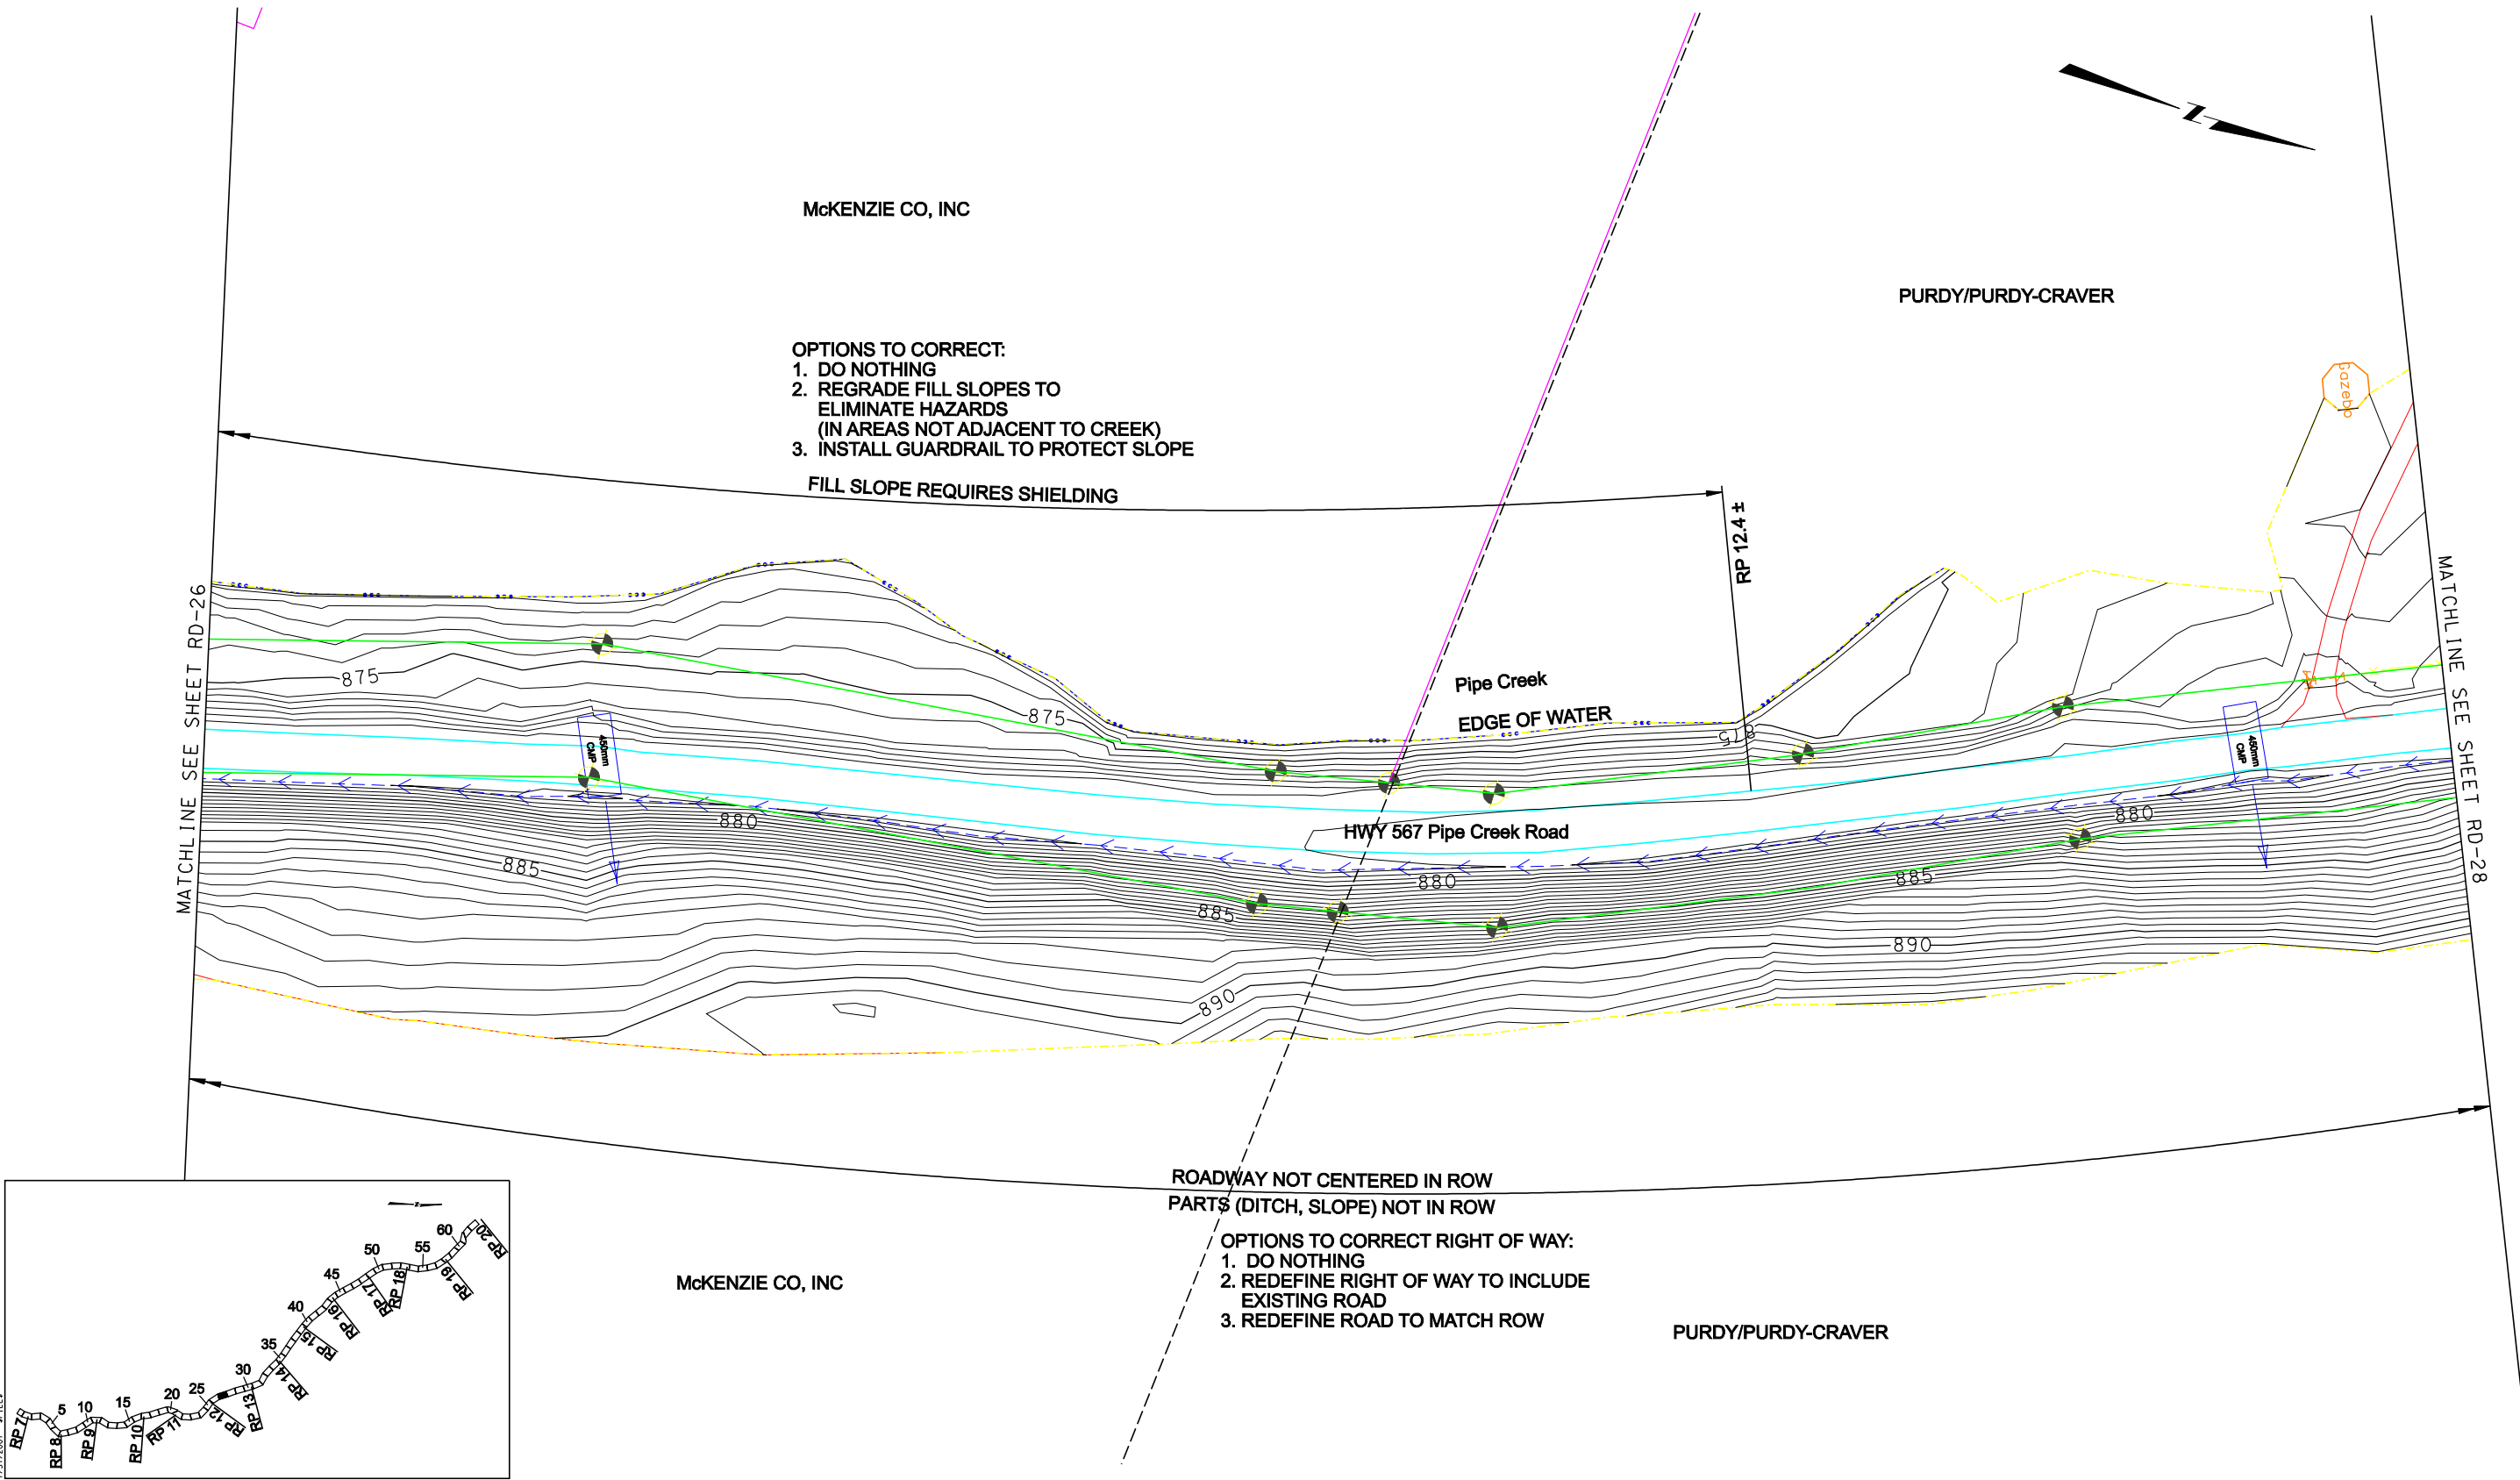 McKENZIE CO, INC
PURDY/PURDY-CRAVER
OPTIONS TO CORRECT:
1. DO NOTHING
2. REGRADE FILL SLOPES TO
ELIMINATE HAZARDS
(IN AREAS NOT ADJACENT TO CREEK)
3. INSTALL GUARDRAIL TO PROTECT SLOPE
FILL SLOPE REQUIRES SHIELDING
RP 12.4 ±
Gazebo
MATCHLINE SEE SHEET RD-26
MATCHLINE SEE SHEET RD-28
875
875
Pipe Creek
EDGE OF WATER
875
450mm
CMP
450mm
CMP
880
HWY 567 Pipe Creek Road
880
885
880
885
885
890
890
ROADWAY NOT CENTERED IN ROW
PARTS (DITCH, SLOPE) NOT IN ROW
OPTIONS TO CORRECT RIGHT OF WAY:
1. DO NOTHING
2. REDEFINE RIGHT OF WAY TO INCLUDE
EXISTING ROAD
3. REDEFINE ROAD TO MATCH ROW
McKENZIE CO, INC
PURDY/PURDY-CRAVER
Z
5
10
15
20
25
30
35
40
45
50
55
60
RP 7
RP 8
RP 9
RP 10
RP 11
RP 12
RP 13
RP 14
RP 15
RP 16
RP 17
RP 18
RP 19
RP 20